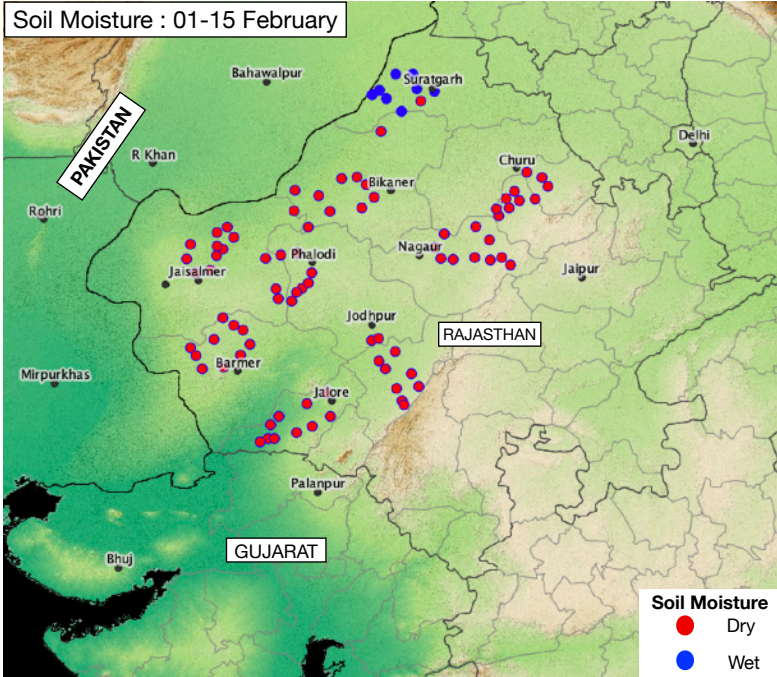 Soil Moisture : 01-15 February
Bahawalpur
Suratgarh
PAKISTAN
Delhi
R Khan
Churu
Bikaner
Rohri
Nagaur
Phalodi
Jaisalmer
Jaipur
Jodhpur
RAJASTHAN
Barmer
Mirpurkhas
Jalore
Palanpur
GUJARAT
Bhuj
Soil Moisture
Dry
Wet